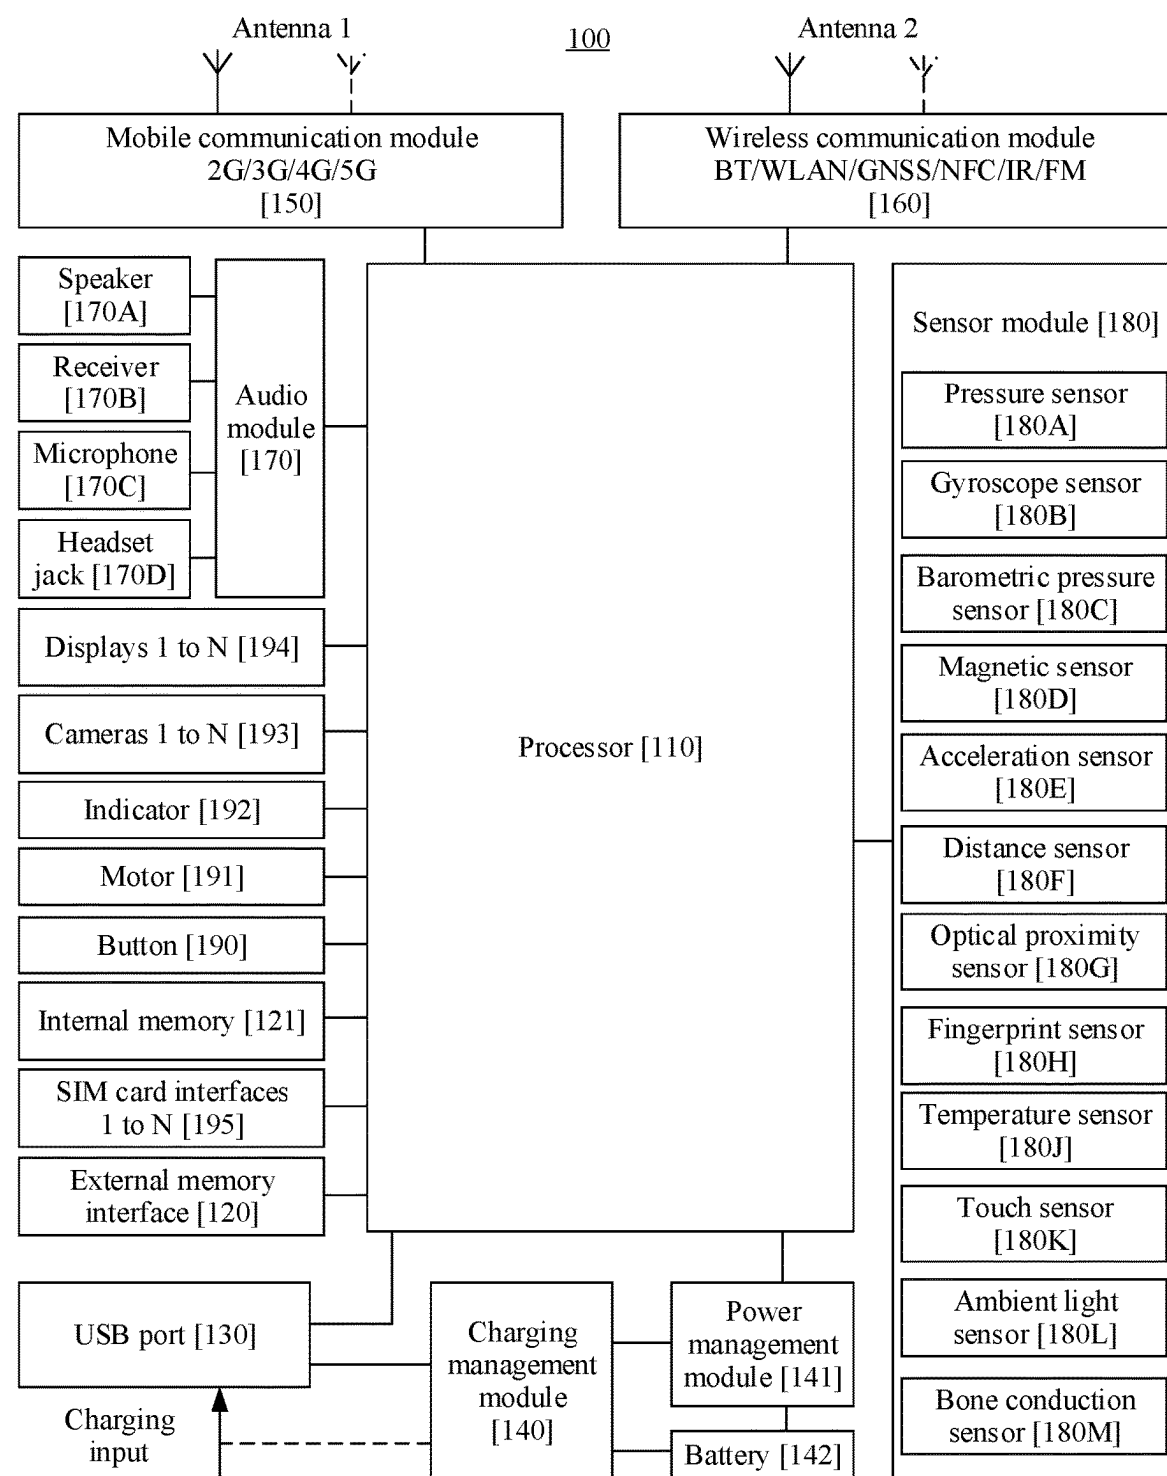 Antenna 1
100
Antenna 2
Mobile communication module
2G/3G/4G/5G
[150]
Wireless communication module
BT/WLAN/GNSS/NFC/IR/FM
[160]
Speaker
[170A]
Receiver
[170B]
Microphone
[170C]
Headset
jack [170D]
Audio
module
[170]
Displays 1 to N [194]
Cameras 1 to N [193]
Indicator [192]
Motor [191]
Button [190]
Internal memory [121]
SIM card interfaces
1 to N [195]
External memory
interface [120]
Processor [110]
Sensor module [180]
Pressure sensor
[180A]
Gyroscope sensor
[180B]
Barometric pressure
sensor [180C]
Magnetic sensor
[180D]
Acceleration sensor
[180E]
Distance sensor
[180F]
Optical proximity
sensor [180G]
Fingerprint sensor
[180H]
Temperature sensor
[180J]
Touch sensor
[180K]
Ambient light
sensor [180L]
Bone conduction
sensor [180M]
USB port [130]
Charging
input
Charging
management
module
[140]
Power
management
module [141]
Battery [142]